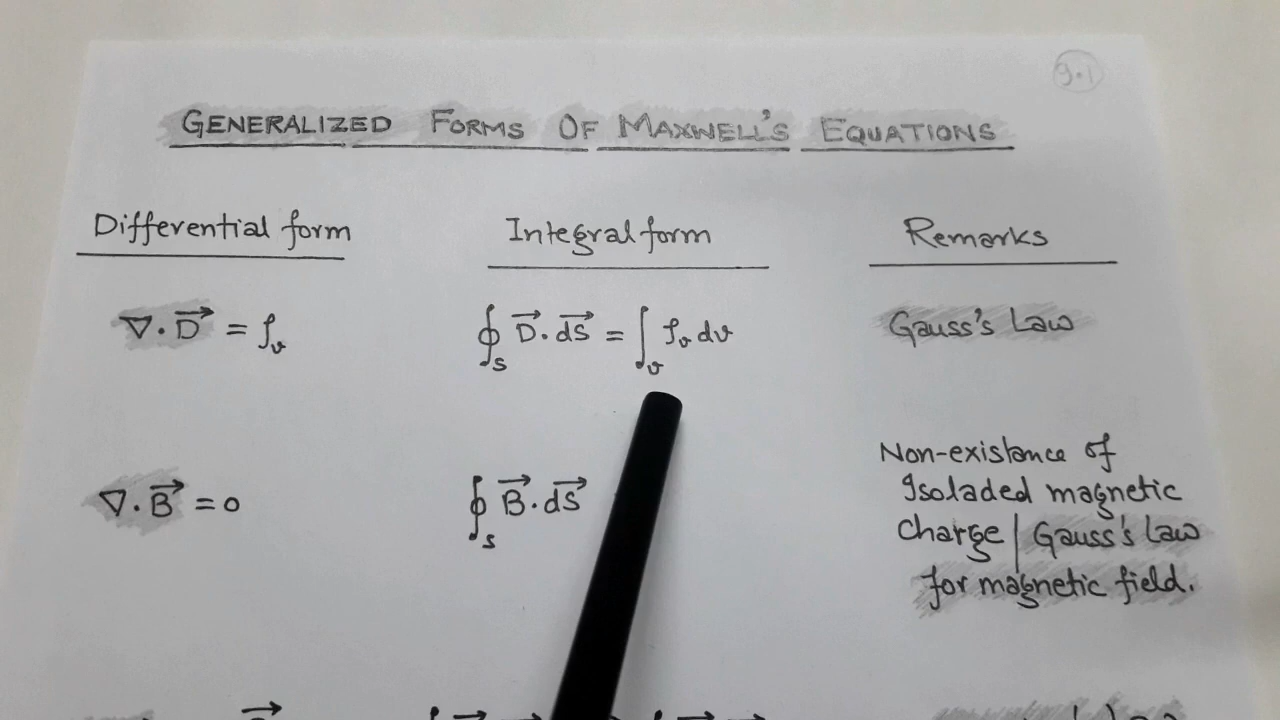 9.1
GENERALIZED FORMS OF MAXWELL'S EQUATIONS
Differential form Integral form Remarks
∇·D⃗ = ρᵥ ∮ₛ D⃗·dS⃗ = ∫ᵥ ρᵥ dv Gauss's Law
∇·B⃗ = 0 ∮ₛ B⃗·dS⃗
Non-existance of
Isoladed magnetic
Charge | Gauss's Law
for magnetic field.